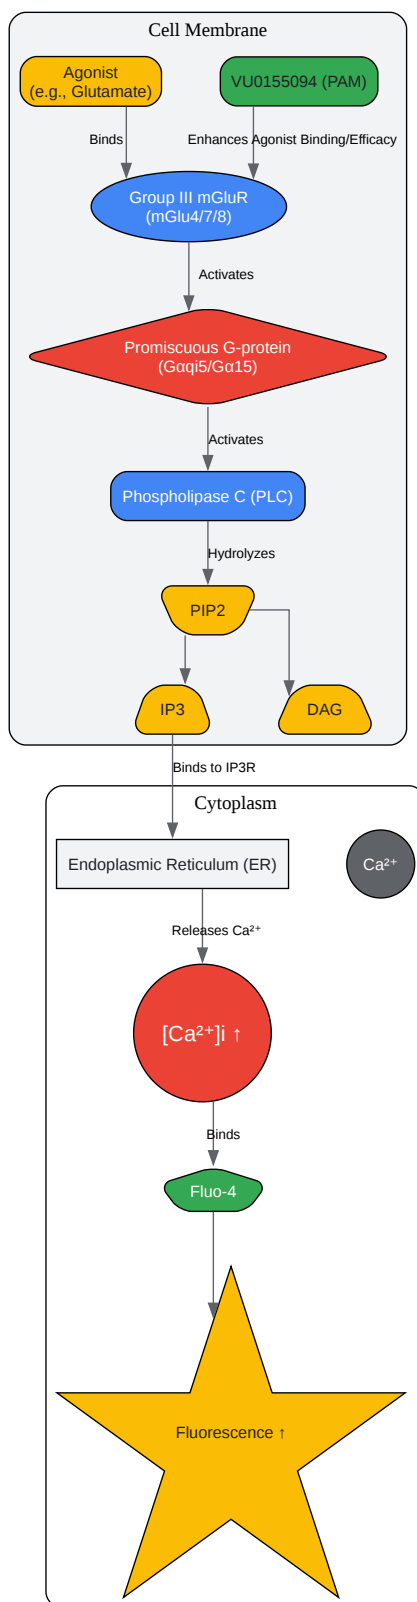 Cell Membrane
Agonist
(e.g., Glutamate)
VU0155094 (PAM)
Binds
Enhances Agonist Binding/Efficacy
Group III mGluR
(mGlu4/7/8)
Activates
Promiscuous G-protein
(Gαqi5/Gα15)
Activates
Phospholipase C (PLC)
Hydrolyzes
PIP2
IP3
DAG
Binds to IP3R
Cytoplasm
Endoplasmic Reticulum (ER)
Ca²⁺
Releases Ca²⁺
[Ca²⁺]i ↑
Binds
Fluo-4
Fluorescence ↑